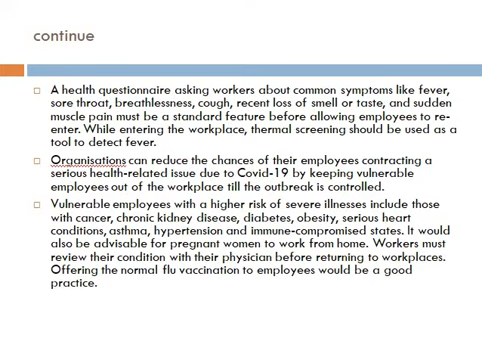 continue
A health questionnaire asking workers about common symptoms like fever,
sore throat, breathlessness, cough, recent loss of smell or taste, and sudden
muscle pain must be a standard feature before allowing employees to re-
enter. While entering the workplace, thermal screening should be used as a
tool to detect fever.
Organisations can reduce the chances of their employees contracting a
serious health-related issue due to Covid-19 by keeping vulnerable
employees out of the workplace till the outbreak is controlled.
Vulnerable employees with a higher risk of severe illnesses include those
with cancer, chronic kidney disease, diabetes, obesity, serious heart
conditions, asthma, hypertension and immune-compromised states. It would
also be advisable for pregnant women to work from home. Workers must
review their condition with their physician before returning to workplaces.
Offering the normal flu vaccination to employees would be a good
practice.